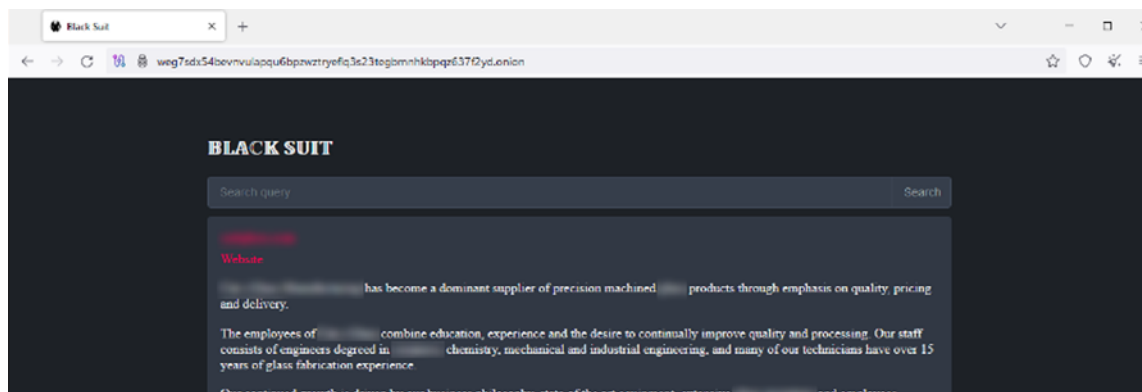 Black Suit
weg7sdx54bevnvulapqu6bpzwztryeflq3s23tegbmnhkbpqz637f2yd.onion
BLACK SUIT
Search query
Search
Website
has become a dominant supplier of precision machined products through emphasis on quality, pricing
and delivery.
The employees of combine education, experience and the desire to continually improve quality and processing. Our staff
consists of engineers degreed in chemistry, mechanical and industrial engineering, and many of our technicians have over 15
years of glass fabrication experience.